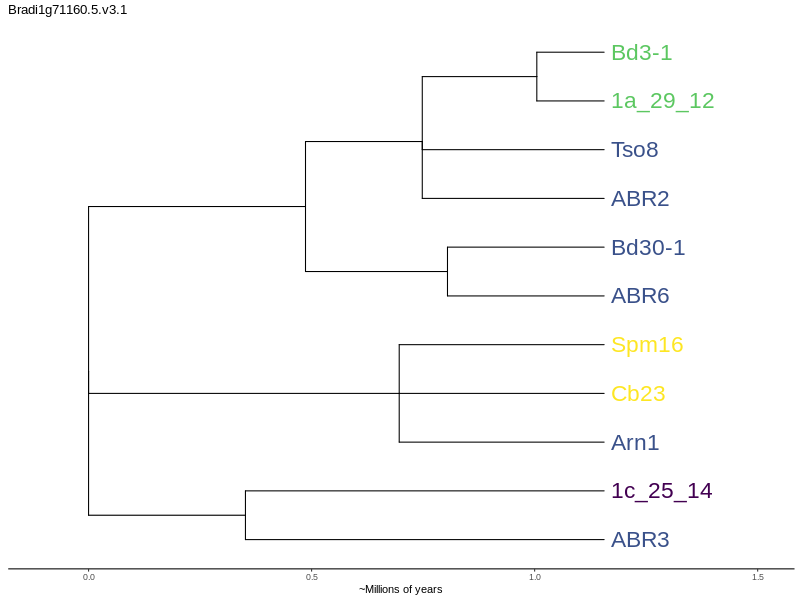 Bradi1g71160.5.v3.1
Bd3-1
1a_29_12
Tso8
ABR2
Bd30-1
ABR6
Spm16
Cb23
Arn1
1c_25_14
ABR3
0.0 0.5 1.0 1.5
~Millions of years